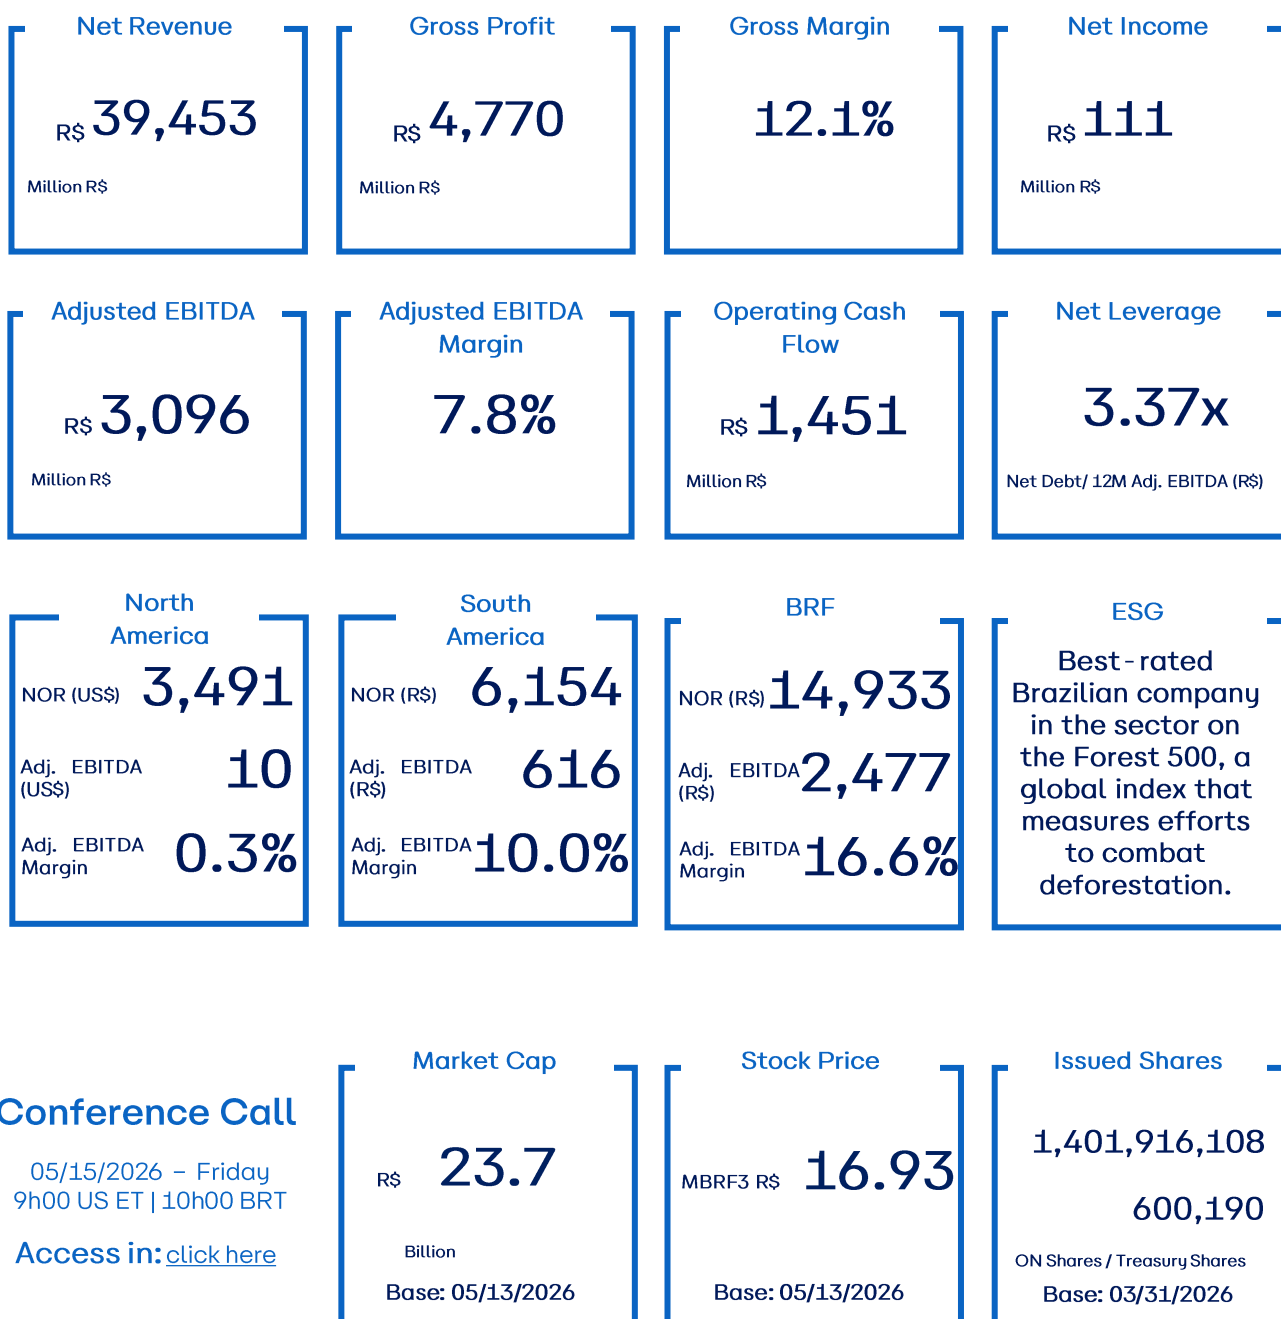 Net Revenue
R$ 39,453
Million R$
Gross Profit
R$ 4,770
Million R$
Gross Margin
12.1%
Net Income
R$ 111
Million R$
Adjusted EBITDA
R$ 3,096
Million R$
Adjusted EBITDA
Margin
7.8%
Operating Cash
Flow
R$ 1,451
Million R$
Net Leverage
3.37x
Net Debt/ 12M Adj. EBITDA (R$)
North
America
NOR (US$) 3,491
Adj. EBITDA
(US$) 10
Adj. EBITDA
Margin 0.3%
South
America
NOR (R$) 6,154
Adj. EBITDA
(R$) 616
Adj. EBITDA
Margin 10.0%
BRF
NOR (R$) 14,933
Adj. EBITDA
(R$) 2,477
Adj. EBITDA
Margin 16.6%
ESG
Best-rated
Brazilian company
in the sector on
the Forest 500, a
global index that
measures efforts
to combat
deforestation.
Conference Call
05/15/2026 – Friday
9h00 US ET | 10h00 BRT
Access in: click here
Market Cap
R$ 23.7
Billion
Base: 05/13/2026
Stock Price
MBRF3 R$ 16.93
Base: 05/13/2026
Issued Shares
1,401,916,108
600,190
ON Shares / Treasury Shares
Base: 03/31/2026